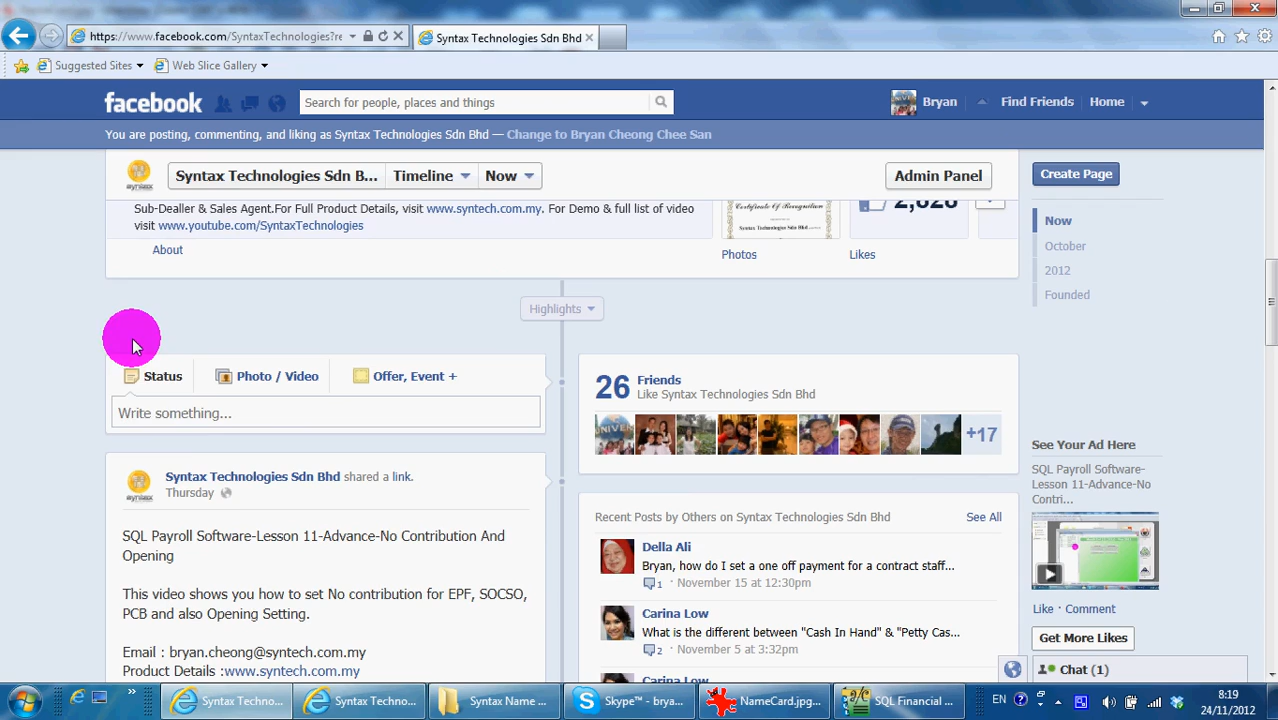 https://www.facebook.com/SyntaxTechnologies?re
Syntax Technologies Sdn Bhd
Suggested Sites
Web Slice Gallery
facebook
Search for people, places and things
Bryan
Find Friends
Home
You are posting, commenting, and liking as Syntax Technologies Sdn Bhd — Change to Bryan Cheong Chee San
Syntax Technologies Sdn B...
Timeline
Now
Admin Panel
Create Page
Sub-Dealler & Sales Agent.For Full Product Details, visit www.syntech.com.my. For Demo & full list of video
visit www.youtube.com/SyntaxTechnologies
About
Certificate Of Recognition
Syntax Technologies Sdn Bhd
Photos
2,828
Likes
Now
October
2012
Founded
Highlights
Status
Photo / Video
Offer, Event +
Write something...
26
Friends
Like Syntax Technologies Sdn Bhd
+17
Syntax Technologies Sdn Bhd shared a link.
Thursday
SQL Payroll Software-Lesson 11-Advance-No Contribution And
Opening
This video shows you how to set No contribution for EPF, SOCSO,
PCB and also Opening Setting.
Email : bryan.cheong@syntech.com.my
Product Details :www.syntech.com.my
Recent Posts by Others on Syntax Technologies Sdn Bhd
See All
Della Ali
Bryan, how do I set a one off payment for a contract staff...
1 · November 15 at 12:30pm
Carina Low
What is the different between "Cash In Hand" & "Petty Cas...
2 · November 5 at 3:32pm
Carina Low
See Your Ad Here
SQL Payroll Software-
Lesson 11-Advance-No
Contri...
Like · Comment
Get More Likes
Chat (1)
Syntax Techno...
Syntax Techno...
Syntax Name ...
Skype™ - brya...
NameCard.jpg...
SQL Financial ...
EN
8:19
24/11/2012